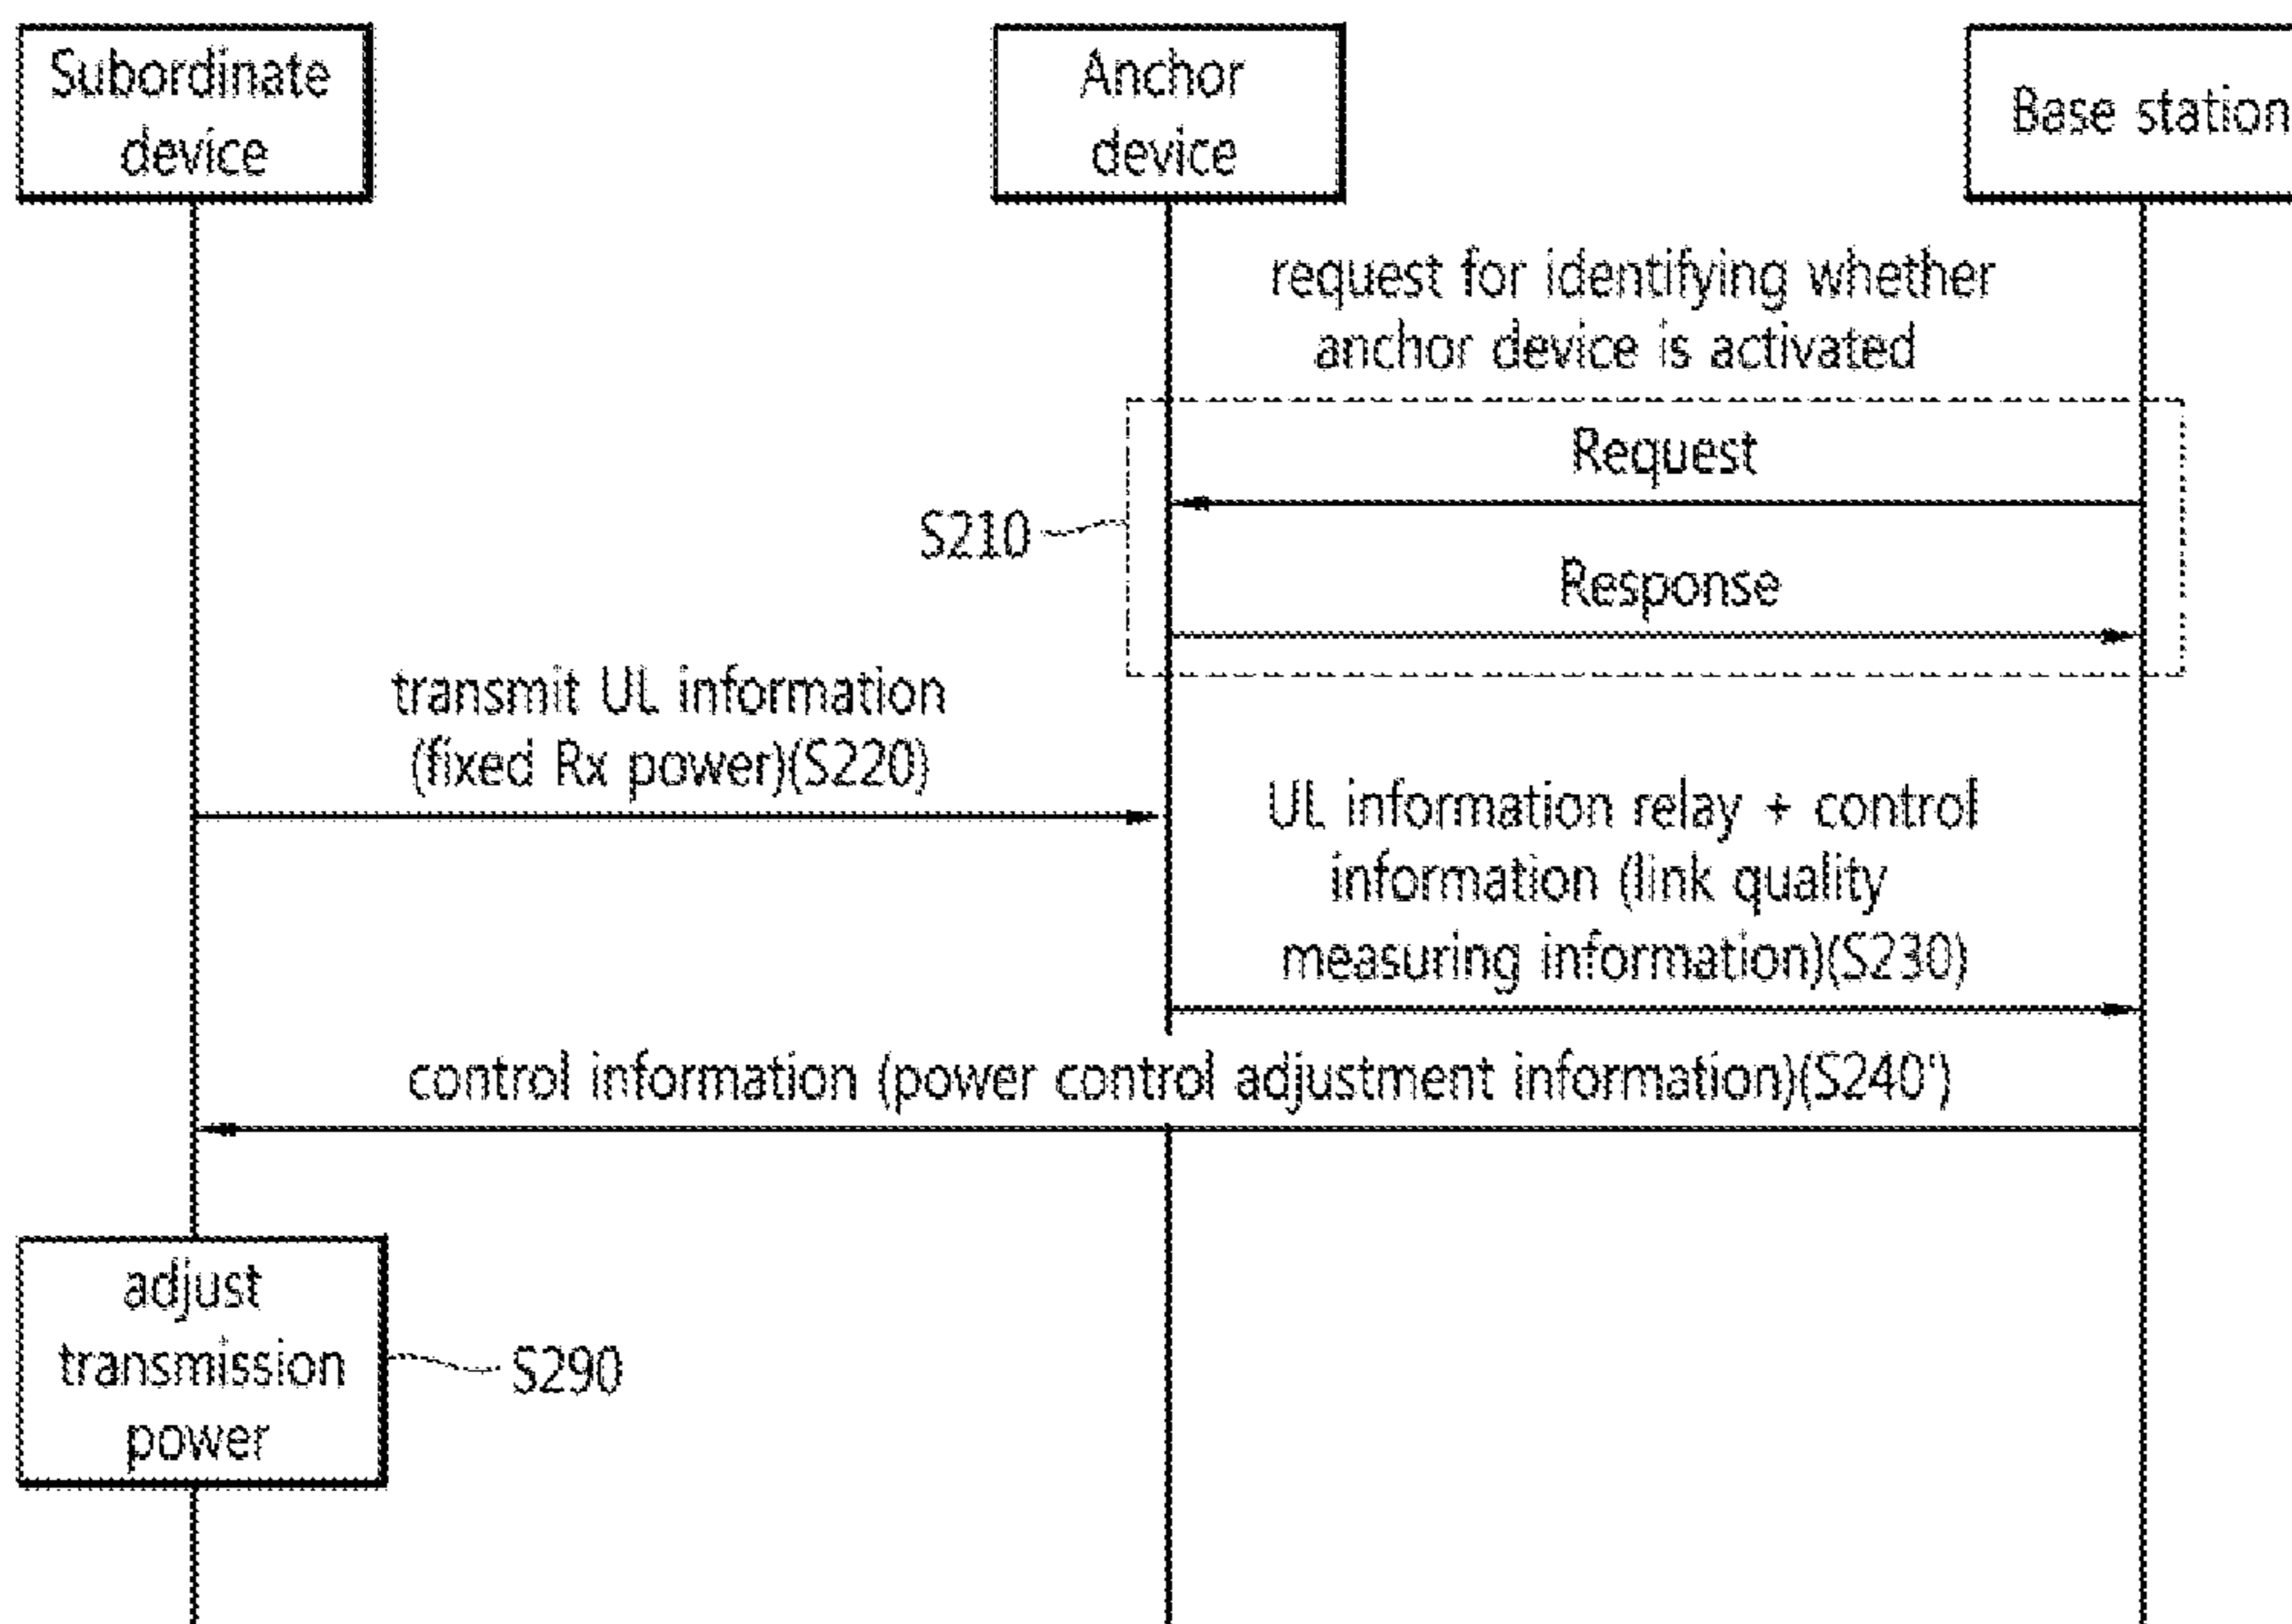 Subordinate
device
Anchor
device
Base station
request for identifying whether
anchor device is activated
Request
S210
Response
transmit UL information
(fixed Rx power)(S220)
UL information relay + control
information (link quality
measuring information)(S230)
control information (power control adjustment information)(S240')
adjust
transmission
power
S290